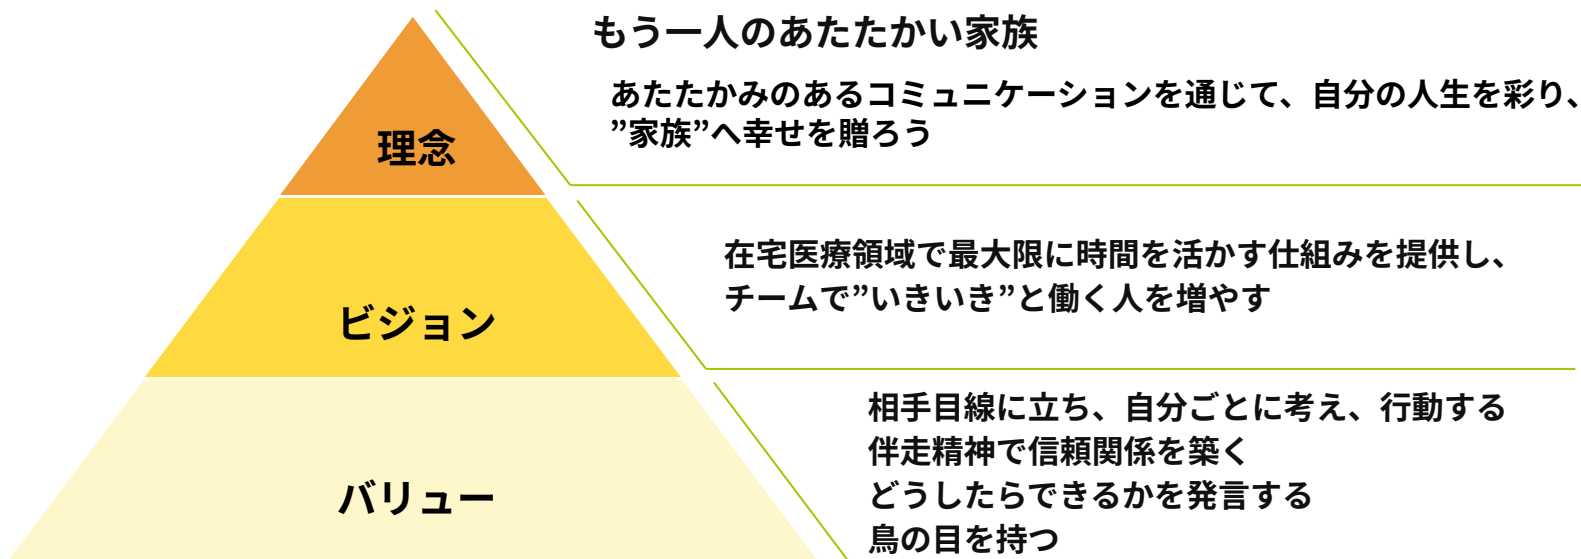 もう一人のあたたかい家族
あたたかみのあるコミュニケーションを通じて、自分の人生を彩り、
”家族”へ幸せを贈ろう
理念
在宅医療領域で最大限に時間を活かす仕組みを提供し、
チームで”いきいき”と働く人を増やす
ビジョン
相手目線に立ち、自分ごとに考え、行動する
伴走精神で信頼関係を築く
どうしたらできるかを発言する
鳥の目を持つ
バリュー